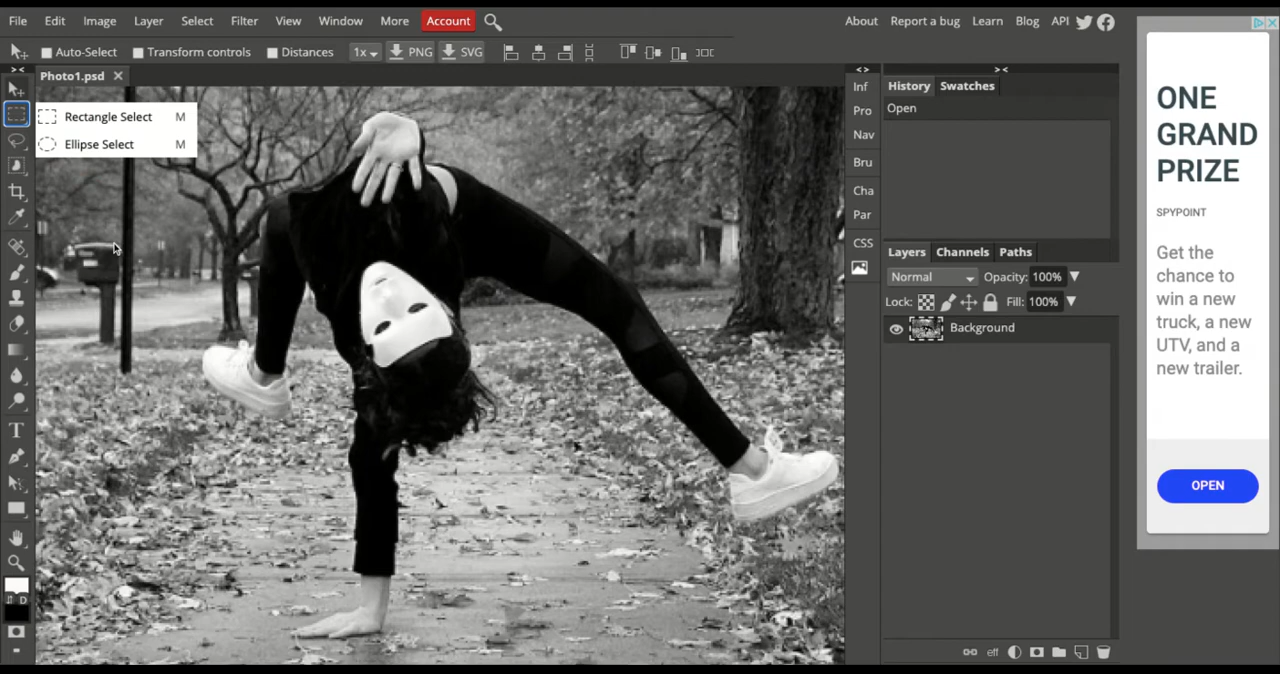 File Edit Image Layer Select Filter View Window More Account About Report a bug Learn Blog API
Auto-Select Transform controls Distances 1x PNG SVG
Photo1.psd
Rectangle Select M
Ellipse Select M
T
D
Inf
Pro
Nav
Bru
Cha
Par
CSS
History Swatches
Open
Layers Channels Paths
Normal Opacity: 100%
Lock: Fill: 100%
Background
eff
ONE
GRAND
PRIZE
SPYPOINT
Get the
chance to
win a new
truck, a new
UTV, and a
new trailer.
OPEN